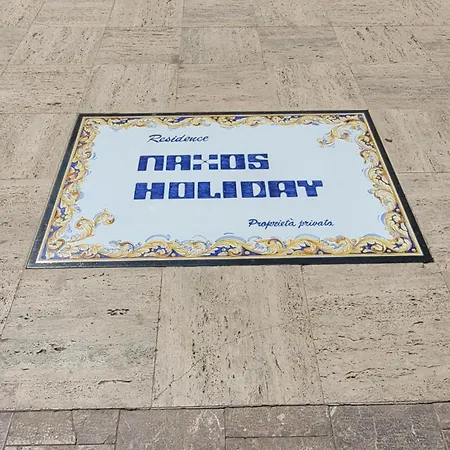 Residence
NAXOS
HOLIDAY
Proprietà privata